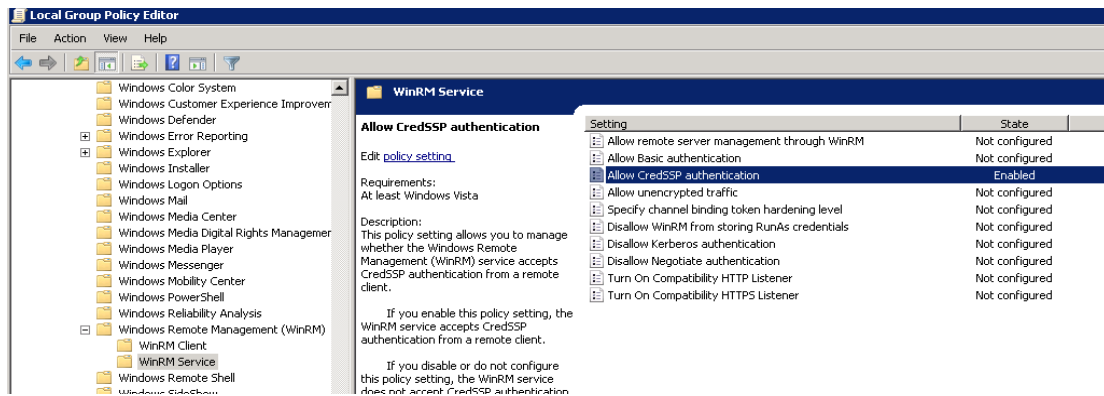 Local Group Policy Editor
File Action View Help
Windows Color System
Windows Customer Experience Improvem
Windows Defender
Windows Error Reporting
Windows Explorer
Windows Installer
Windows Logon Options
Windows Mail
Windows Media Center
Windows Media Digital Rights Managemer
Windows Media Player
Windows Messenger
Windows Mobility Center
Windows PowerShell
Windows Reliability Analysis
Windows Remote Management (WinRM)
WinRM Client
WinRM Service
Windows Remote Shell
Windows SideShow
WinRM Service
Allow CredSSP authentication
Edit policy setting
Requirements:
At least Windows Vista
Description:
This policy setting allows you to manage
whether the Windows Remote
Management (WinRM) service accepts
CredSSP authentication from a remote
client.
If you enable this policy setting, the
WinRM service accepts CredSSP
authentication from a remote client.
If you disable or do not configure
this policy setting, the WinRM service
does not accept CredSSP authentication
Setting State
Allow remote server management through WinRM Not configured
Allow Basic authentication Not configured
Allow CredSSP authentication Enabled
Allow unencrypted traffic Not configured
Specify channel binding token hardening level Not configured
Disallow WinRM from storing RunAs credentials Not configured
Disallow Kerberos authentication Not configured
Disallow Negotiate authentication Not configured
Turn On Compatibility HTTP Listener Not configured
Turn On Compatibility HTTPS Listener Not configured